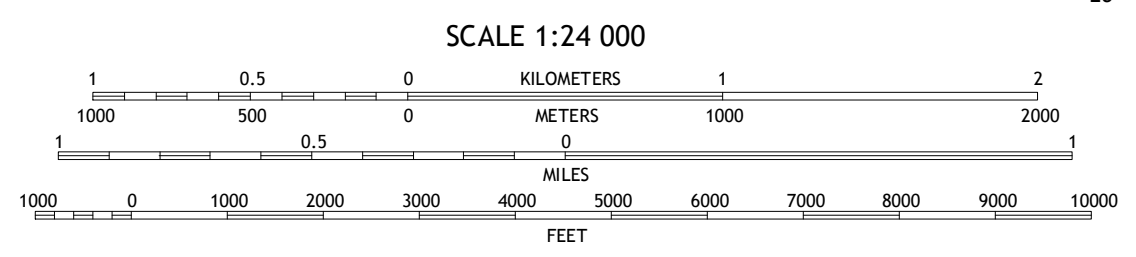 SCALE 1:24 000
1 0.5 0 KILOMETERS 1 2
1000 500 0 METERS 1000 2000
1 0.5 0 1
MILES
1000 0 1000 2000 3000 4000 5000 6000 7000 8000 9000 10000
FEET